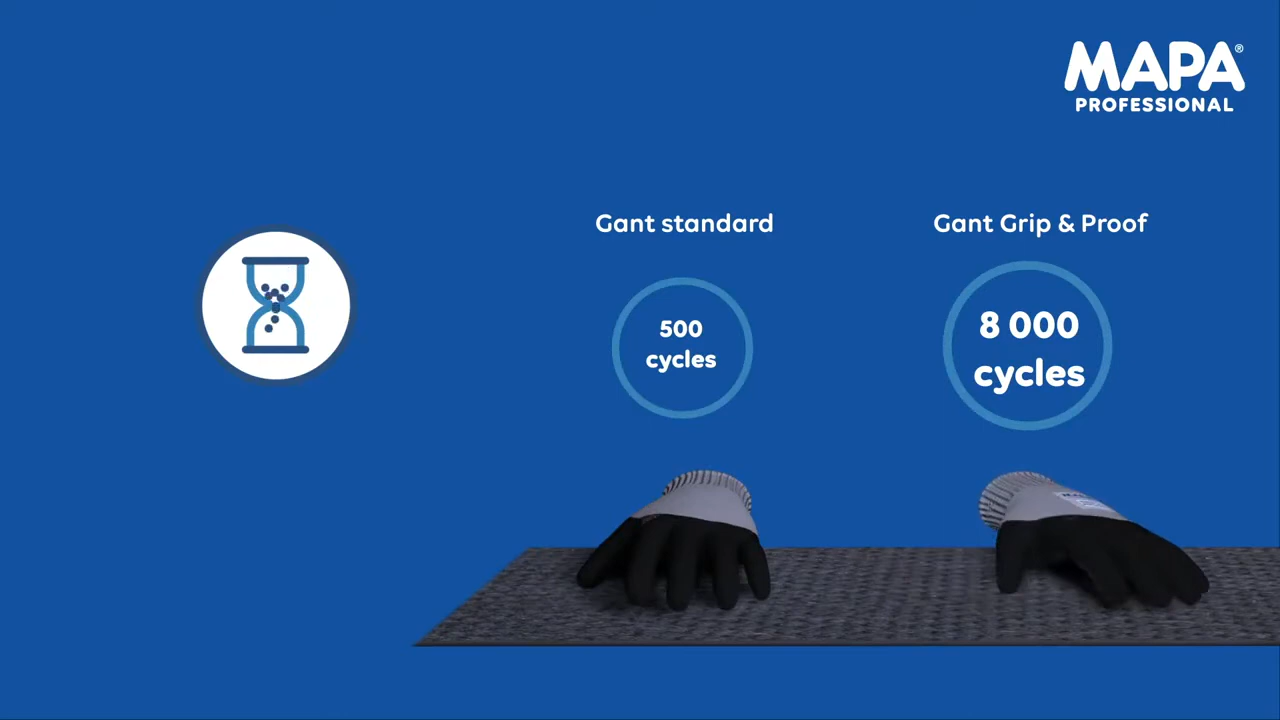 MAPA®
PROFESSIONAL
Gant standard
Gant Grip & Proof
500
cycles
8 000
cycles